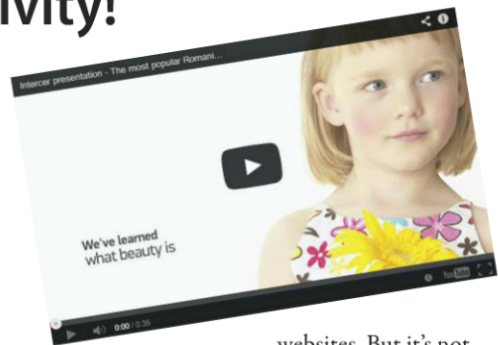 ivity!
Intercer presentation - The most popular Romani...
We've learned
what beauty is
0:00 / 0:35
YouTube
websites. But it's not